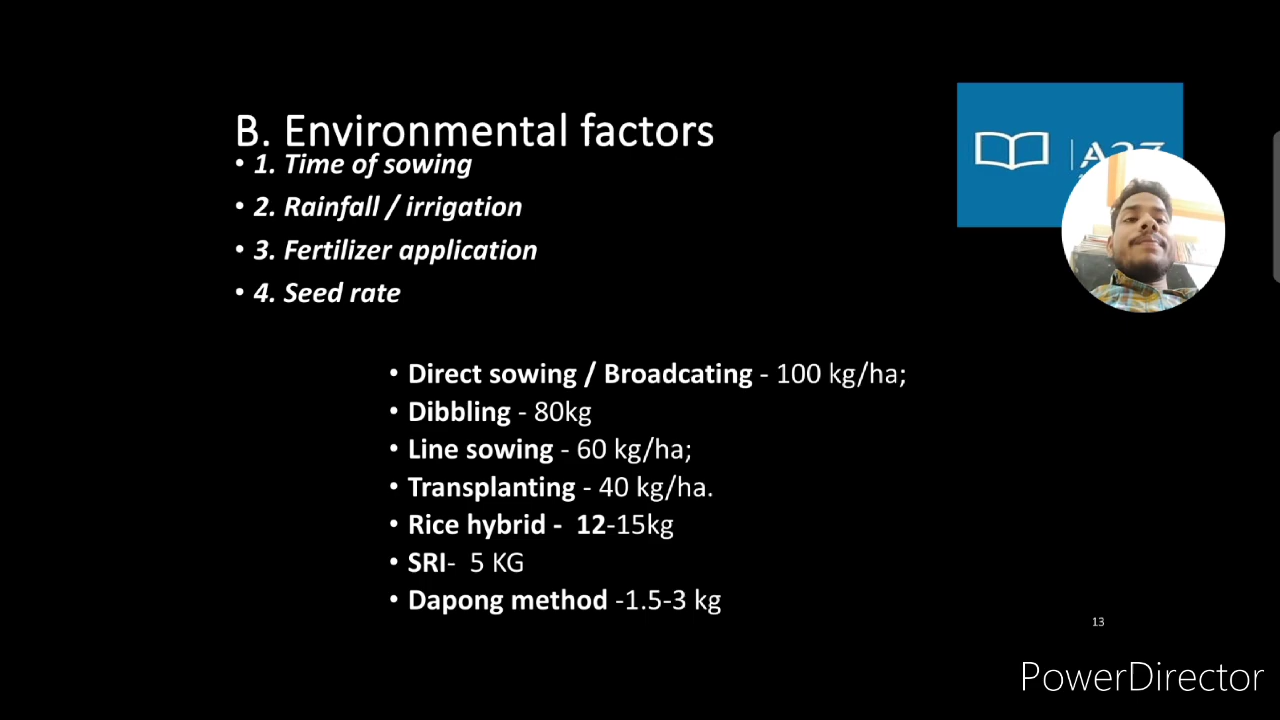 B. Environmental factors
• 1. Time of sowing
• 2. Rainfall / irrigation
• 3. Fertilizer application
• 4. Seed rate
• Direct sowing / Broadcating - 100 kg/ha;
• Dibbling - 80kg
• Line sowing - 60 kg/ha;
• Transplanting - 40 kg/ha.
• Rice hybrid - 12-15kg
• SRI- 5 KG
• Dapong method -1.5-3 kg
13
PowerDirector